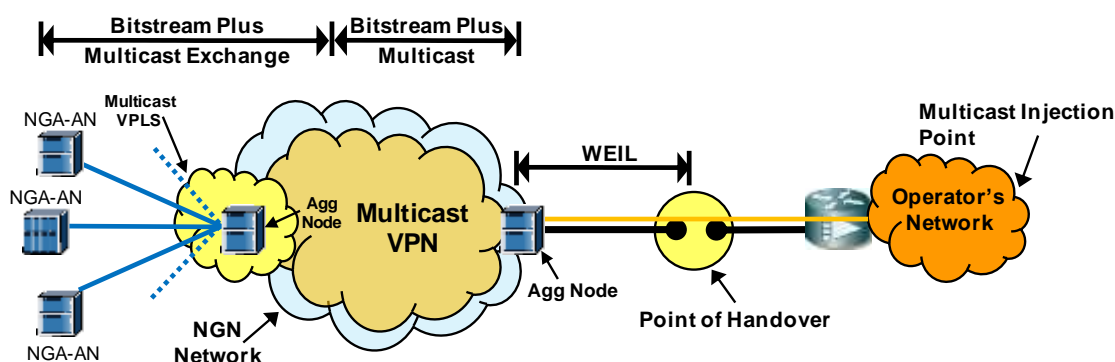 Bitstream Plus
Multicast Exchange
Bitstream Plus
Multicast
Multicast
VPLS
NGA-AN
NGA-AN
NGA-AN
Agg
Node
Multicast
VPN
NGN
Network
WEIL
Agg Node
Point of Handover
Multicast Injection
Point
Operator's
Network